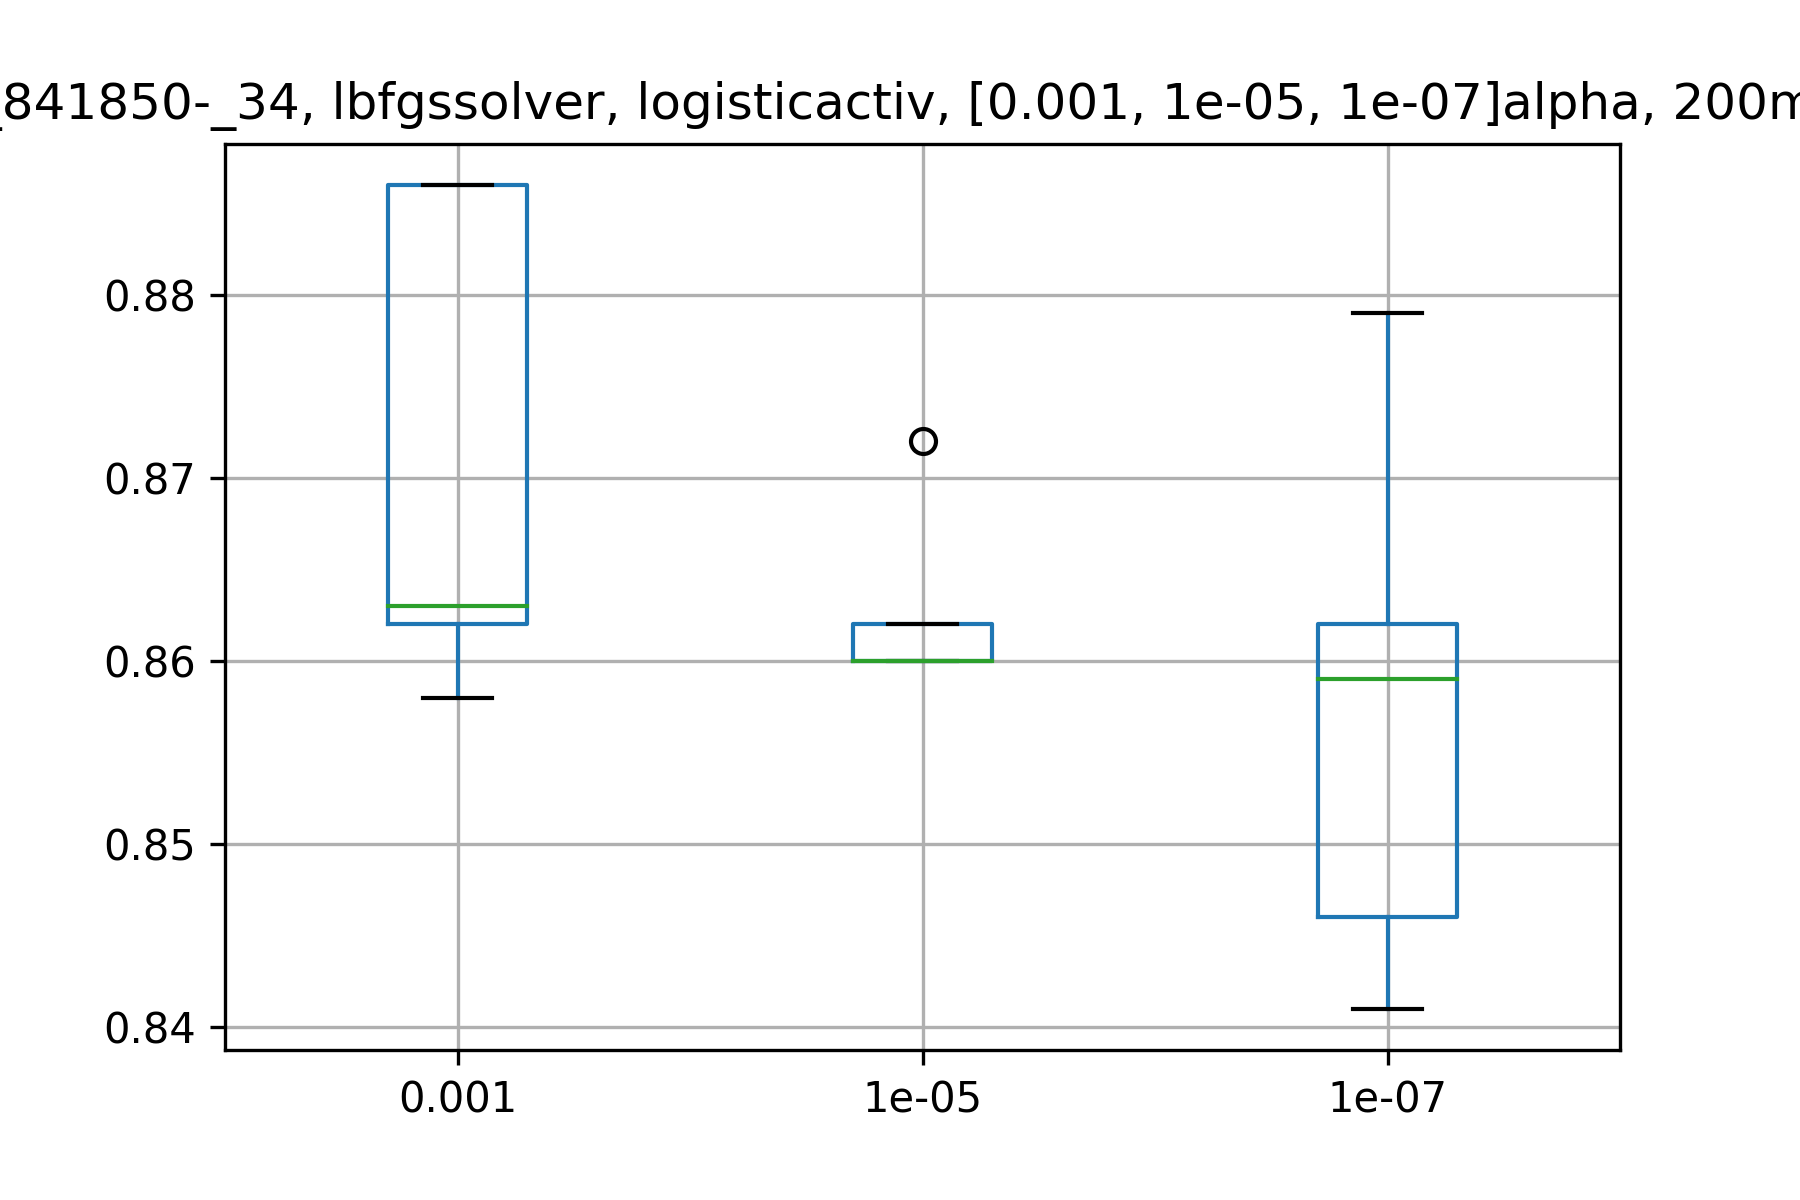 _841850-_34, lbfgssolver, logisticactiv, [0.001, 1e-05, 1e-07]alpha, 200m
0.88
0.87
0.86
0.85
0.84
0.001 1e-05 1e-07